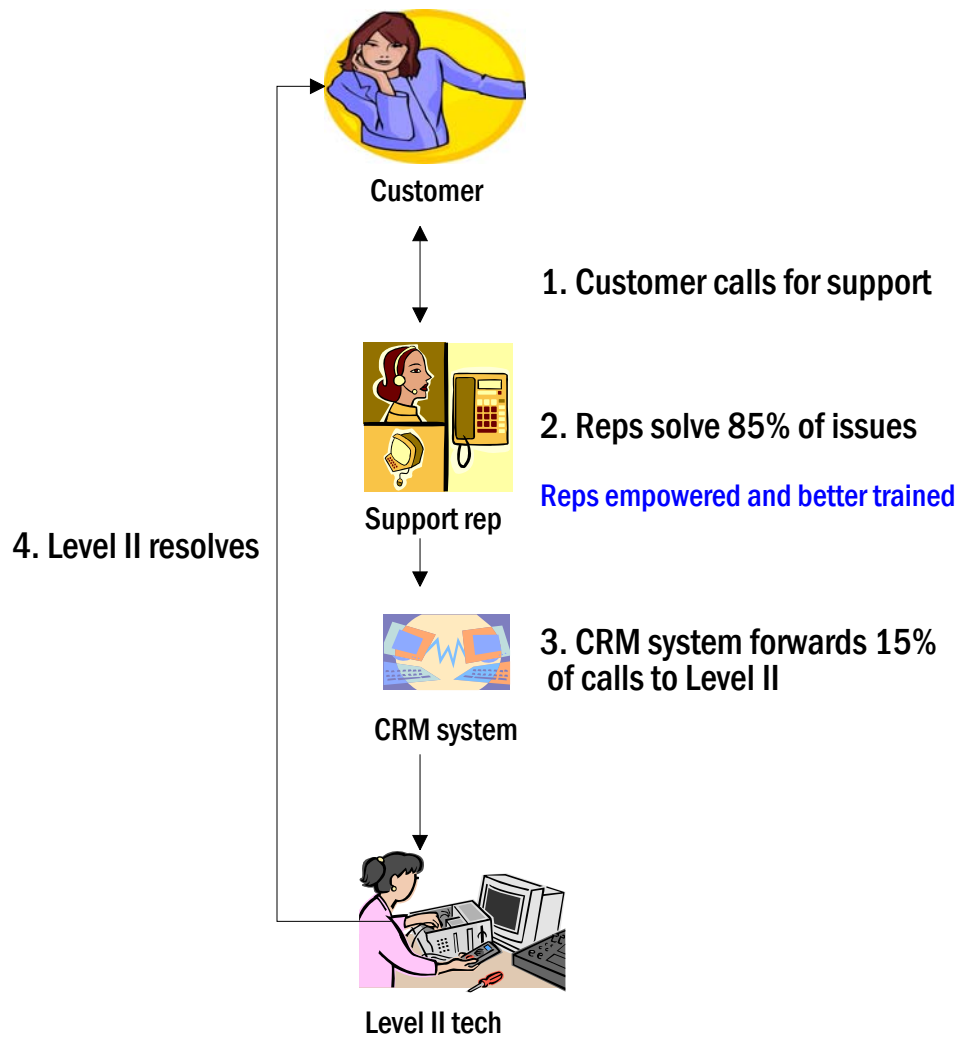 Customer
1. Customer calls for support
2. Reps solve 85% of issues
Reps empowered and better trained
Support rep
4. Level II resolves
3. CRM system forwards 15%
of calls to Level II
CRM system
Level II tech